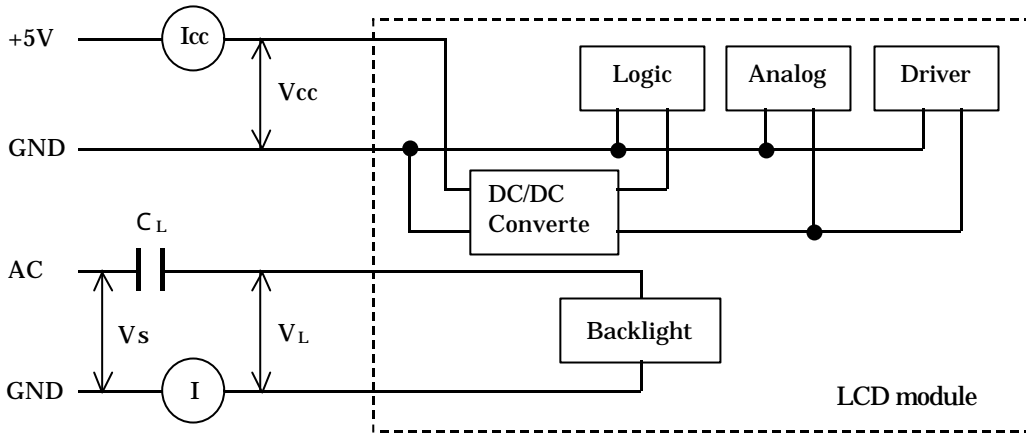 +5V
Icc
Vcc
GND
Logic
Analog
Driver
DC/DC
Converte
CL
AC
Vs
VL
Backlight
GND
I
LCD module